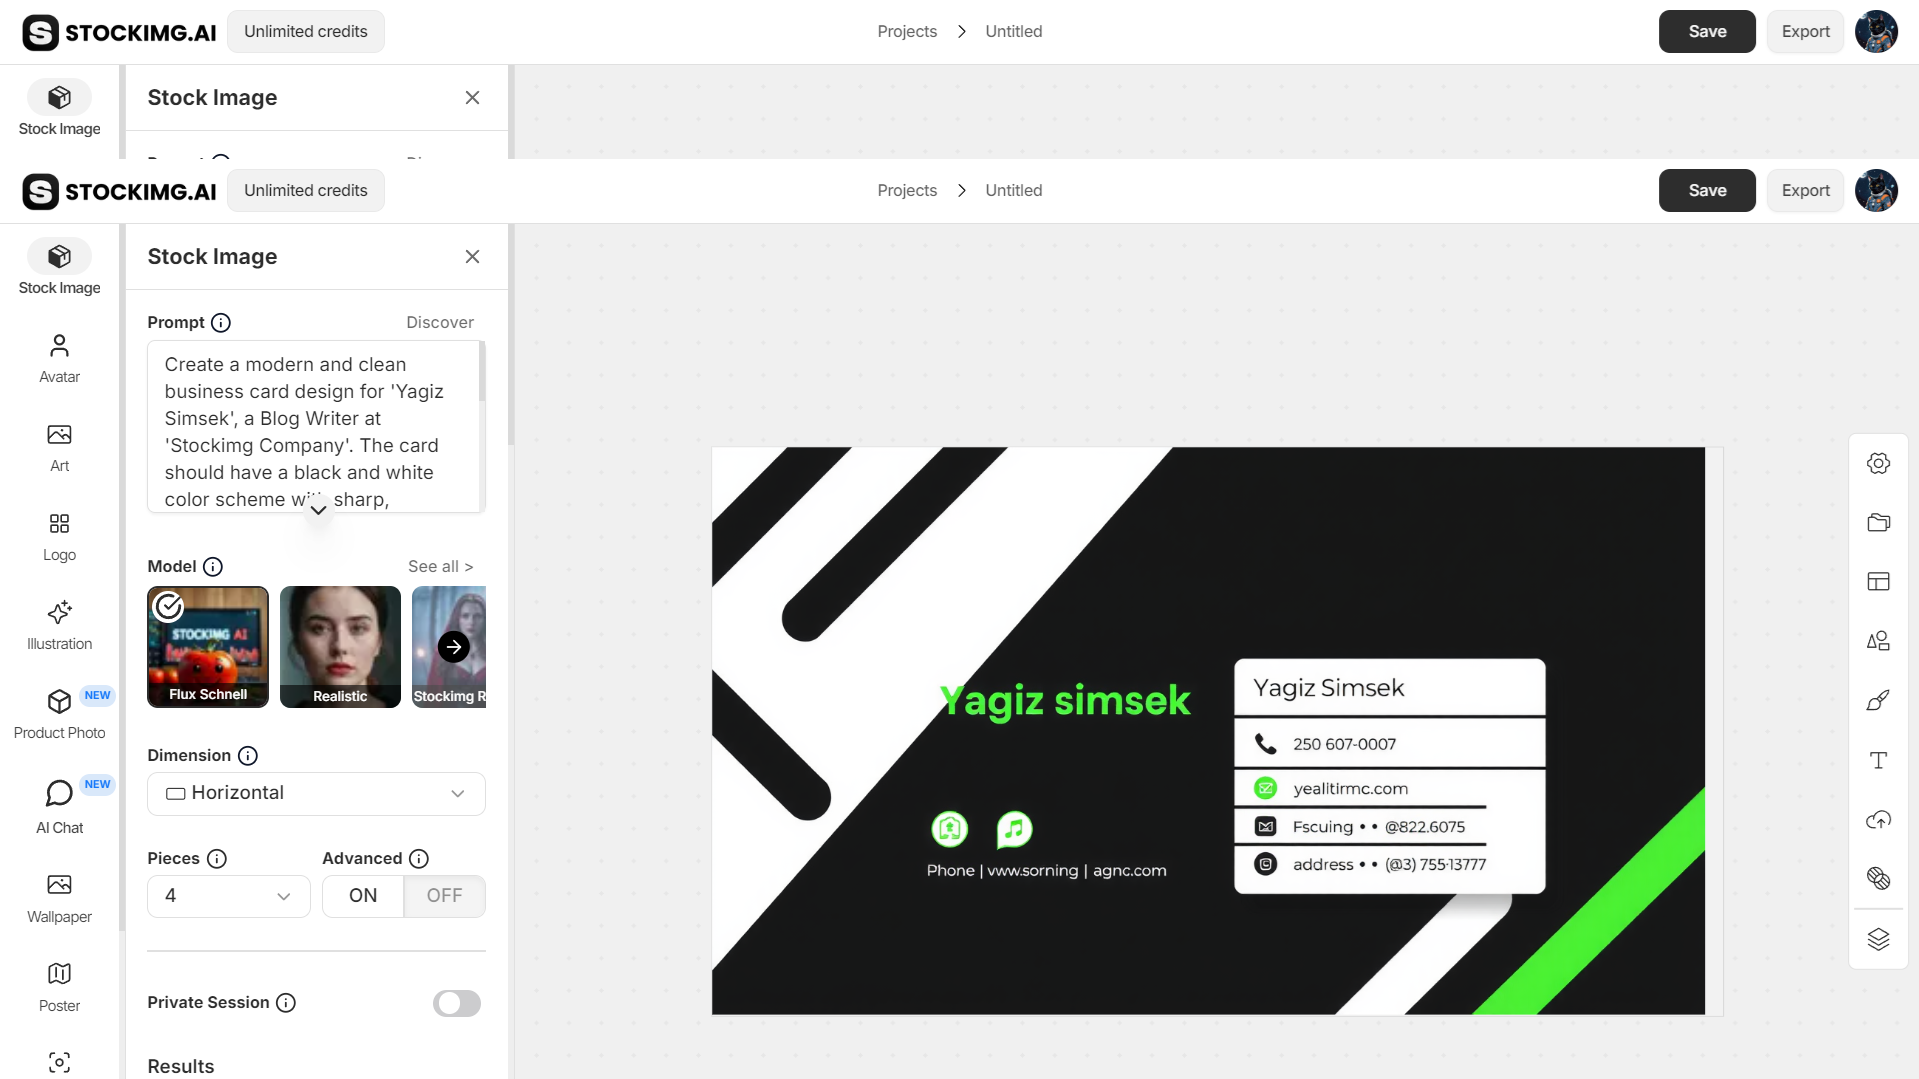 STOCKIMG.AI
Unlimited credits
Projects
Untitled
Save
Export
Stock Image
Stock Image
STOCKIMG.AI
Unlimited credits
Projects
Untitled
Save
Export
Stock Image
Avatar
Art
Logo
Illustration
NEW
Product Photo
NEW
AI Chat
Wallpaper
Poster
Stock Image
Prompt
Discover
Create a modern and clean
business card design for 'Yagiz
Simsek', a Blog Writer at
'Stockimg Company'. The card
should have a black and white
color scheme with sharp,
Model
See all >
STOCKIMG AI
Flux Schnell
Realistic
Stockimg R
Dimension
Horizontal
Pieces
Advanced
4
ON
OFF
Private Session
Results
Yagiz simsek
Phone | vww.sorning | agnc.com
Yagiz Simsek
250 607-0007
yealitirmc.com
Fscuing • • @822.6075
address • • (@3) 755·13777